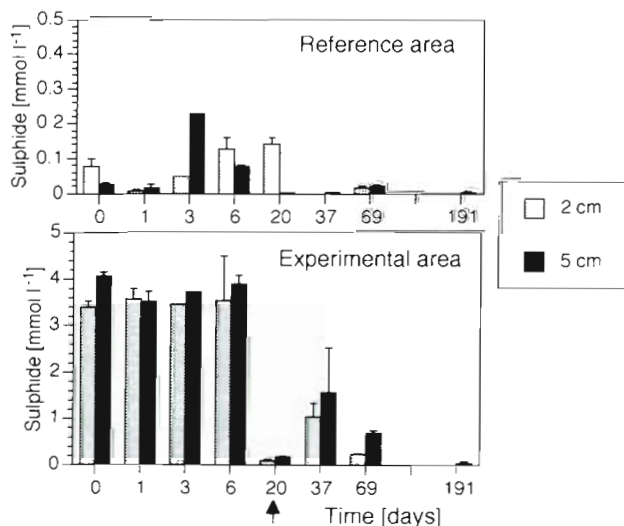 Reference area
Sulphide [mmol l-1]
0.5
0.4
0 3
0 2
0.1
0
0 1 3 6 20 37 69 191
2 cm
5 cm
Experimental area
Sulphide [mmol l-1]
5
4
3
2
1
0
0 1 3 6 20 37 69 191
Time [days]